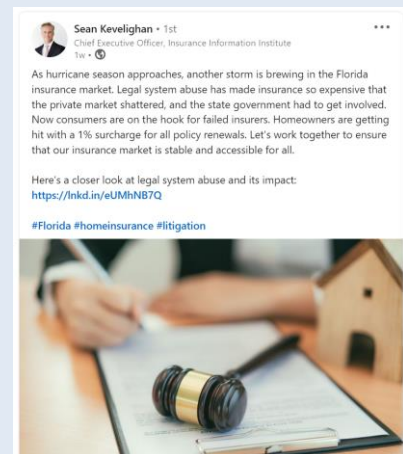 Sean Kevelighan • 1st
Chief Executive Officer, Insurance Information Institute
1w •
As hurricane season approaches, another storm is brewing in the Florida
insurance market. Legal system abuse has made insurance so expensive that
the private market shattered, and the state government had to get involved.
Now consumers are on the hook for failed insurers. Homeowners are getting
hit with a 1% surcharge for all policy renewals. Let's work together to ensure
that our insurance market is stable and accessible for all.
Here's a closer look at legal system abuse and its impact:
https://lnkd.in/eUMhNB7Q
#Florida #homeinsurance #litigation